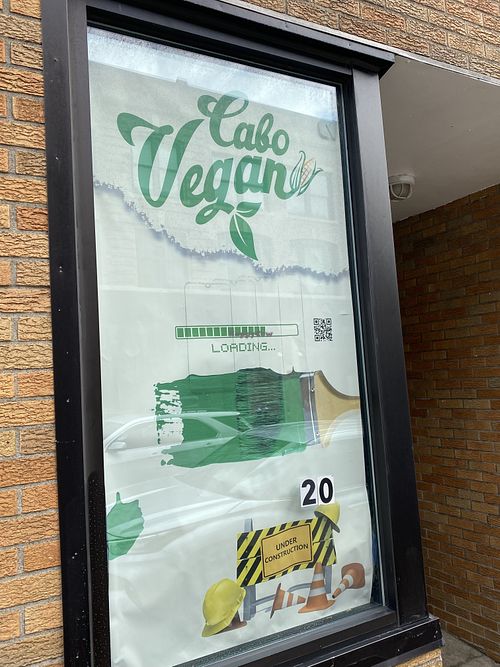 Cabo
Vegan
LOADING...
20
UNDER
CONSTRUCTION